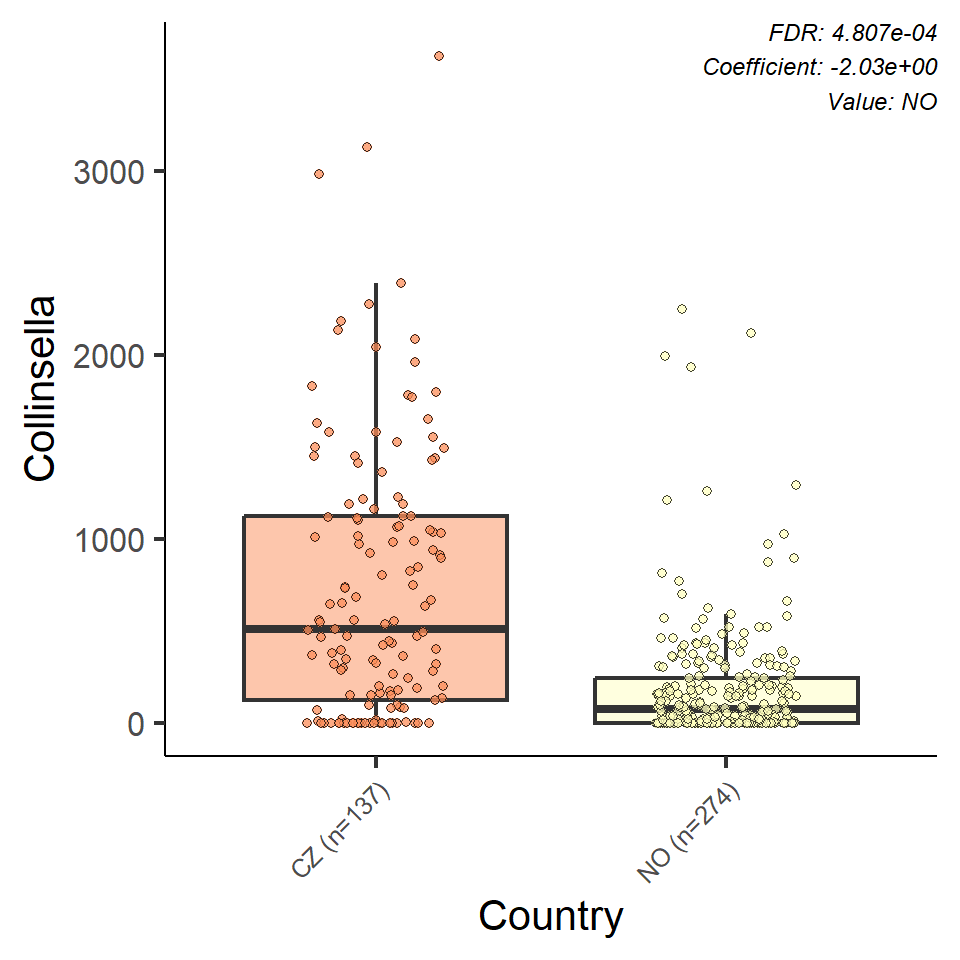 FDR: 4.807e-04
Coefficient: -2.03e+00
Value: NO
Collinsella
3000
2000
1000
0
CZ (n=137)
NO (n=274)
Country